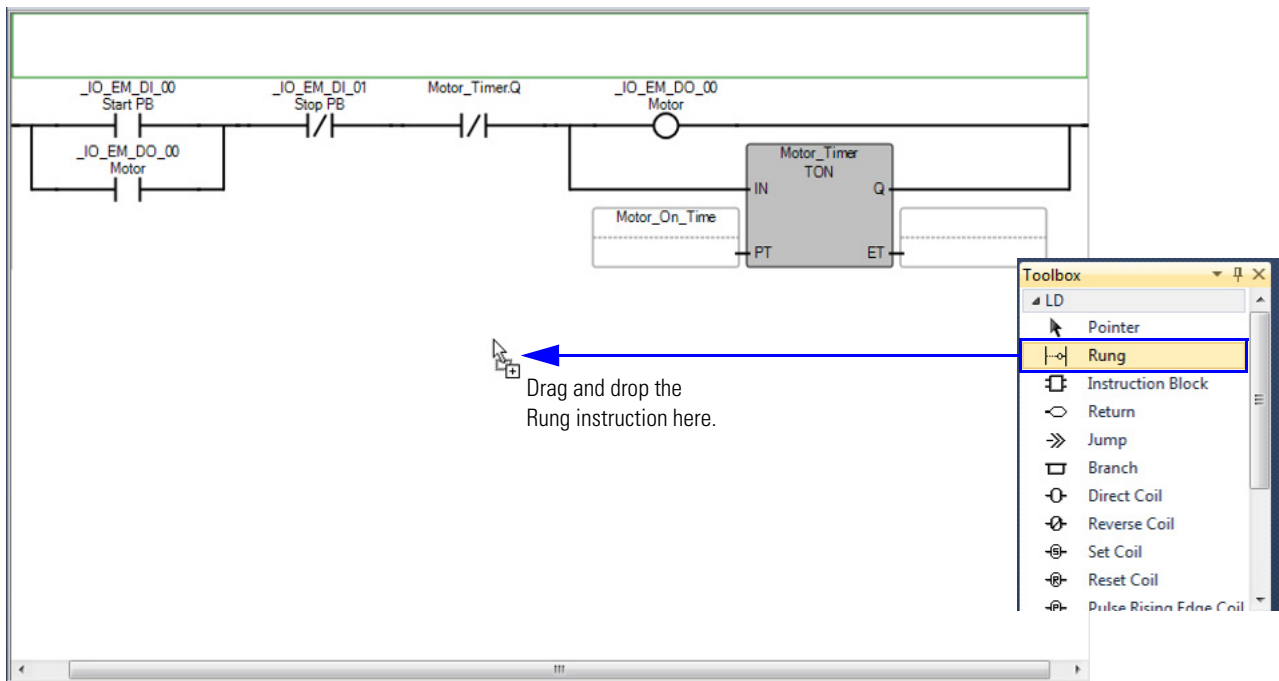 _IO_EM_DI_00
Start PB
_IO_EM_DI_01
Stop PB
Motor_Timer.Q
_IO_EM_DO_00
Motor
_IO_EM_DO_00
Motor
Motor_Timer
TON
IN Q
Motor_On_Time
PT ET
Drag and drop the
Rung instruction here.
Toolbox
LD
Pointer
Rung
Instruction Block
Return
Jump
Branch
Direct Coil
Reverse Coil
Set Coil
Reset Coil
Pulse Rising Edge Coil